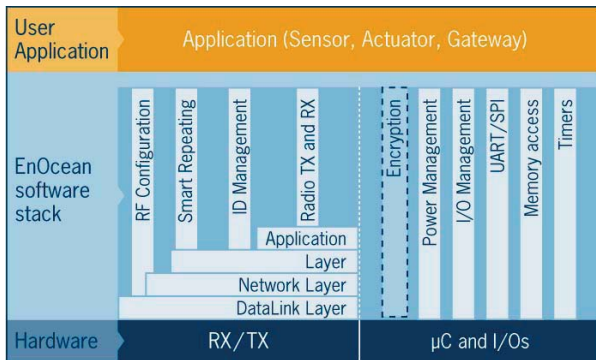 User
Application
Application (Sensor, Actuator, Gateway)
EnOcean
software
stack
RF Configuration
Smart Repeating
ID Management
Radio TX and RX
Encryption
Power Management
I/O Management
UART/SPI
Memory access
Timers
Application
Layer
Network Layer
DataLink Layer
Hardware
RX/TX
µC and I/Os